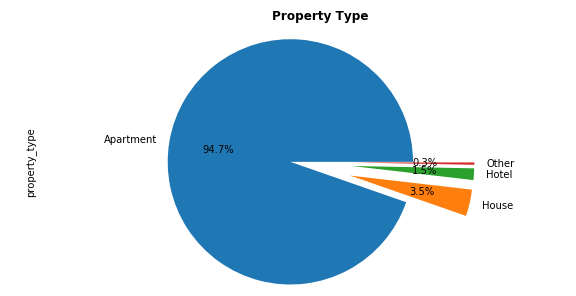 Property Type
property_type
Apartment
94.7%
0.3%
Other
1.5%
Hotel
3.5%
House